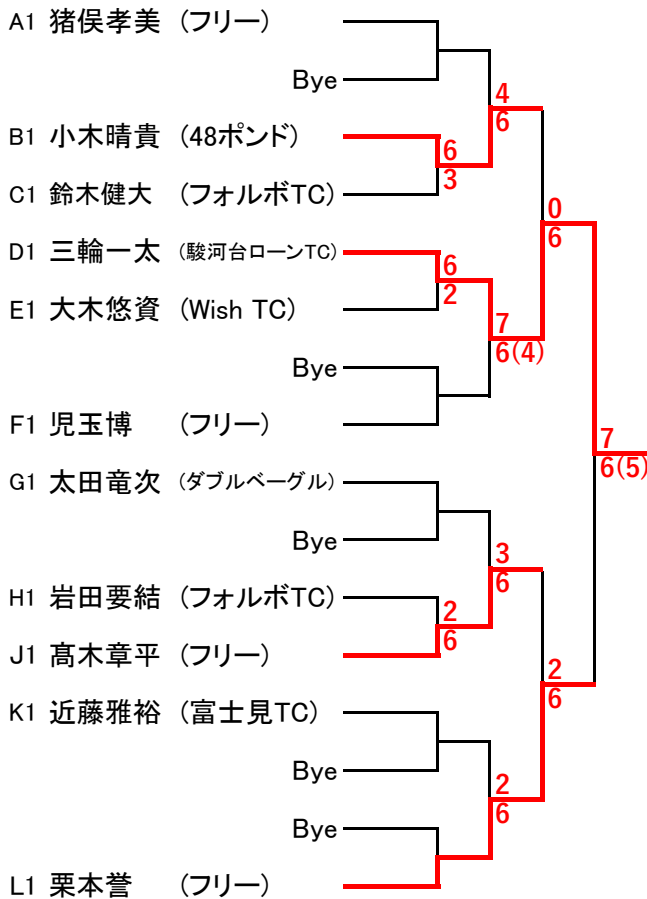 A1 猪俣孝美 (フリー)
Bye
4
6
B1 小木晴貴 (48ポンド)
6
3
C1 鈴木健大 (フォルボTC)
0
6
D1 三輪一太 (駿河台ローンTC)
6
2
E1 大木悠資 (Wish TC)
7
6(4)
Bye
F1 児玉博 (フリー)
7
6(5)
G1 太田竜次 (ダブルベーグル)
Bye
3
6
H1 岩田要結 (フォルボTC)
2
6
J1 髙木章平 (フリー)
2
6
K1 近藤雅裕 (富士見TC)
Bye
2
6
Bye
L1 栗本誉 (フリー)